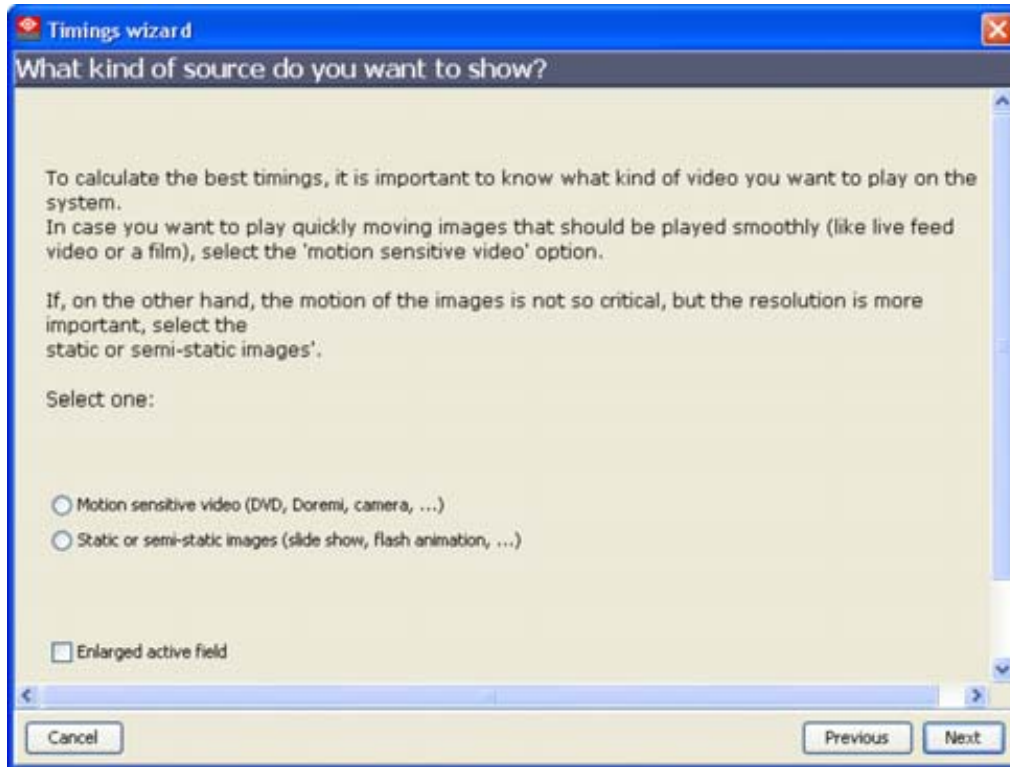 Timings wizard
What kind of source do you want to show?
To calculate the best timings, it is important to know what kind of video you want to play on the
system.
In case you want to play quickly moving images that should be played smoothly (like live feed
video or a film), select the 'motion sensitive video' option.
If, on the other hand, the motion of the images is not so critical, but the resolution is more
important, select the
static or semi-static images'.
Select one:
Motion sensitive video (DVD, Doremi, camera, ...)
Static or semi-static images (slide show, flash animation, ...)
Enlarged active field
Cancel Previous Next